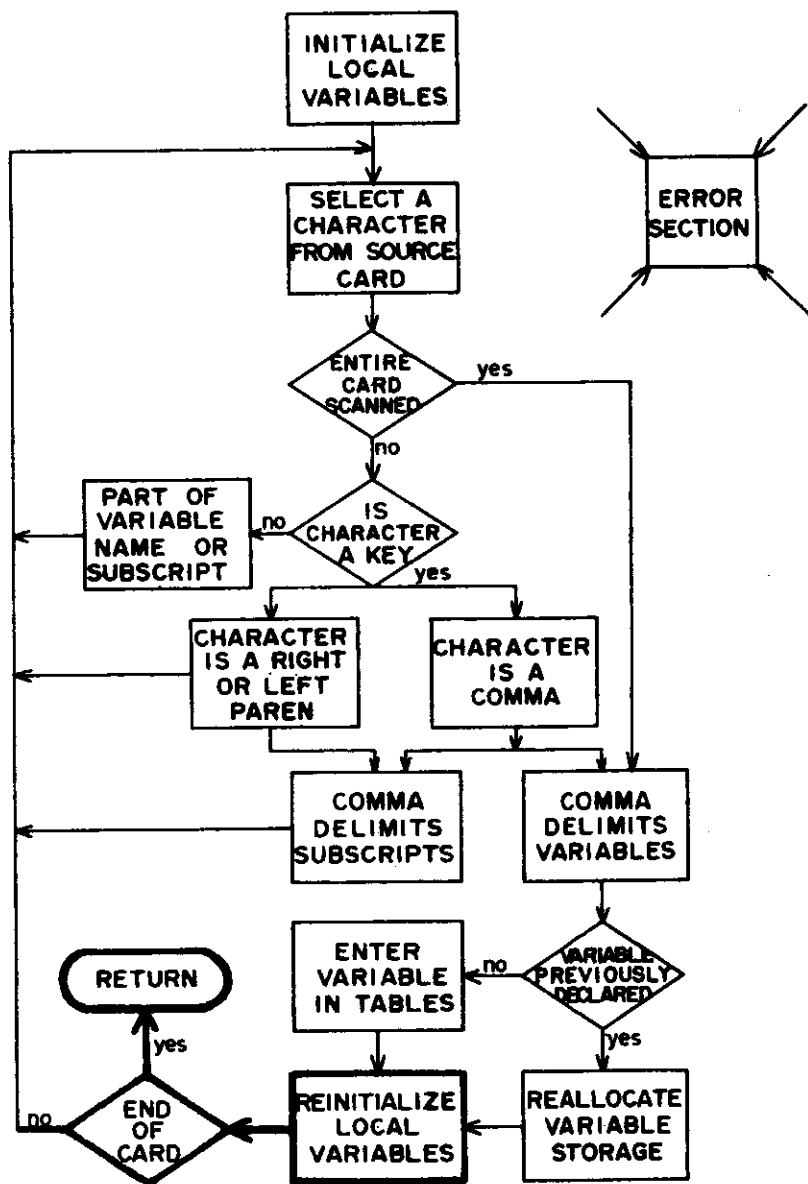 INITIALIZE
LOCAL
VARIABLES
SELECT A
CHARACTER
FROM SOURCE
CARD
ERROR
SECTION
ENTIRE
CARD
SCANNED
yes
no
IS
CHARACTER
A KEY
no
yes
PART OF
VARIABLE
NAME OR
SUBSCRIPT
CHARACTER
IS A RIGHT
OR LEFT
PAREN
CHARACTER
IS A
COMMA
COMMA
DELIMITS
SUBSCRIPTS
COMMA
DELIMITS
VARIABLES
VARIABLE
PREVIOUSLY
DECLARED
no
yes
ENTER
VARIABLE
IN TABLES
REALLOCATE
VARIABLE
STORAGE
REINITIALIZE
LOCAL
VARIABLES
END
OF
CARD
no
yes
RETURN